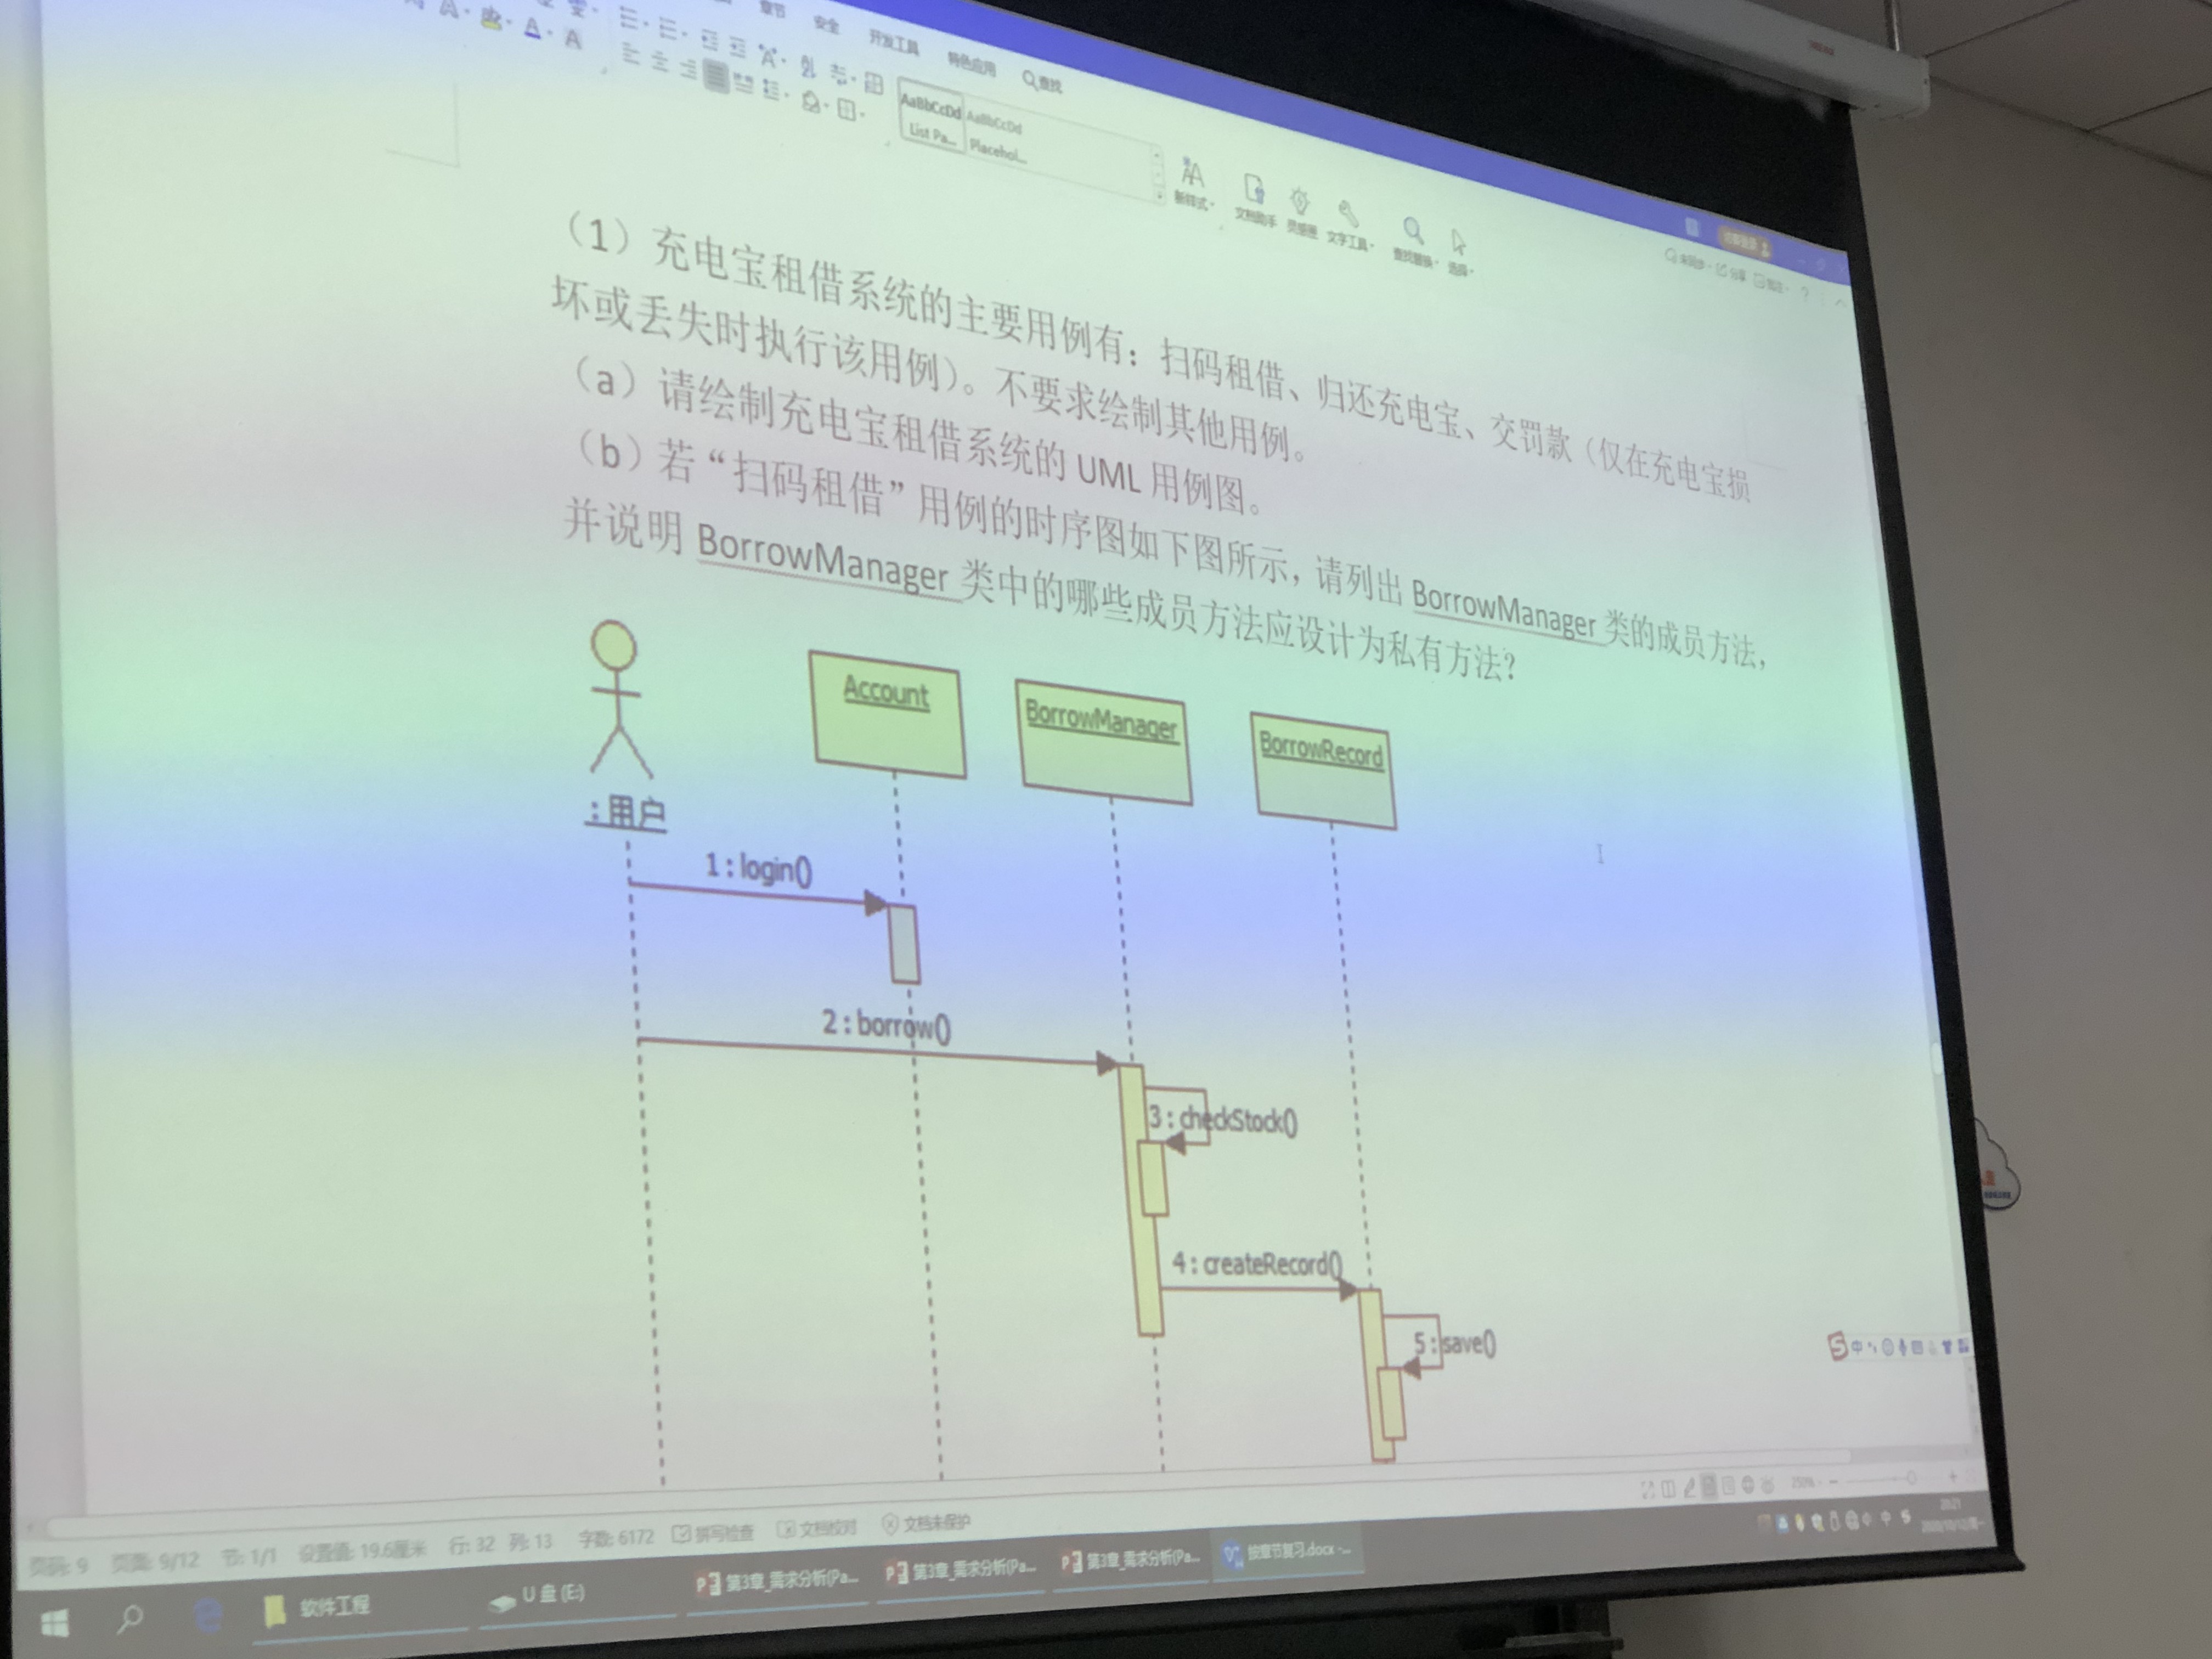 章节 安全 开发工具 特色应用 查找
AaBbCcDd AaBbCcDd
List Pa... Placehol...
新样式 文档助手 文字工具 查找替换 选择
分享
（1）充电宝租借系统的主要用例有：扫码租借、归还充电宝、交罚款（仅在充电宝损
坏或丢失时执行该用例）。不要求绘制其他用例。
（a）请绘制充电宝租借系统的 UML 用例图。
（b）若“扫码租借”用例的时序图如下图所示，请列出 BorrowManager 类的成员方法，
并说明 BorrowManager 类中的哪些成员方法应设计为私有方法？
Account
BorrowManager
BorrowRecord
:用户
1 : login()
2 : borrow()
3 : checkStock()
4 : createRecord()
5 : save()
页码: 9 页面: 9/12 节: 1/1 设置值: 19.6厘米 行: 32 列: 13 字数: 6172 拼写检查 文档校对 文档未保护
软件工程
U 盘 (E:)
第3章_需求分析(Pa...
第3章_需求分析(Pa...
第3章_需求分析(Pa...
按章节复习.docx -...
中
20:21